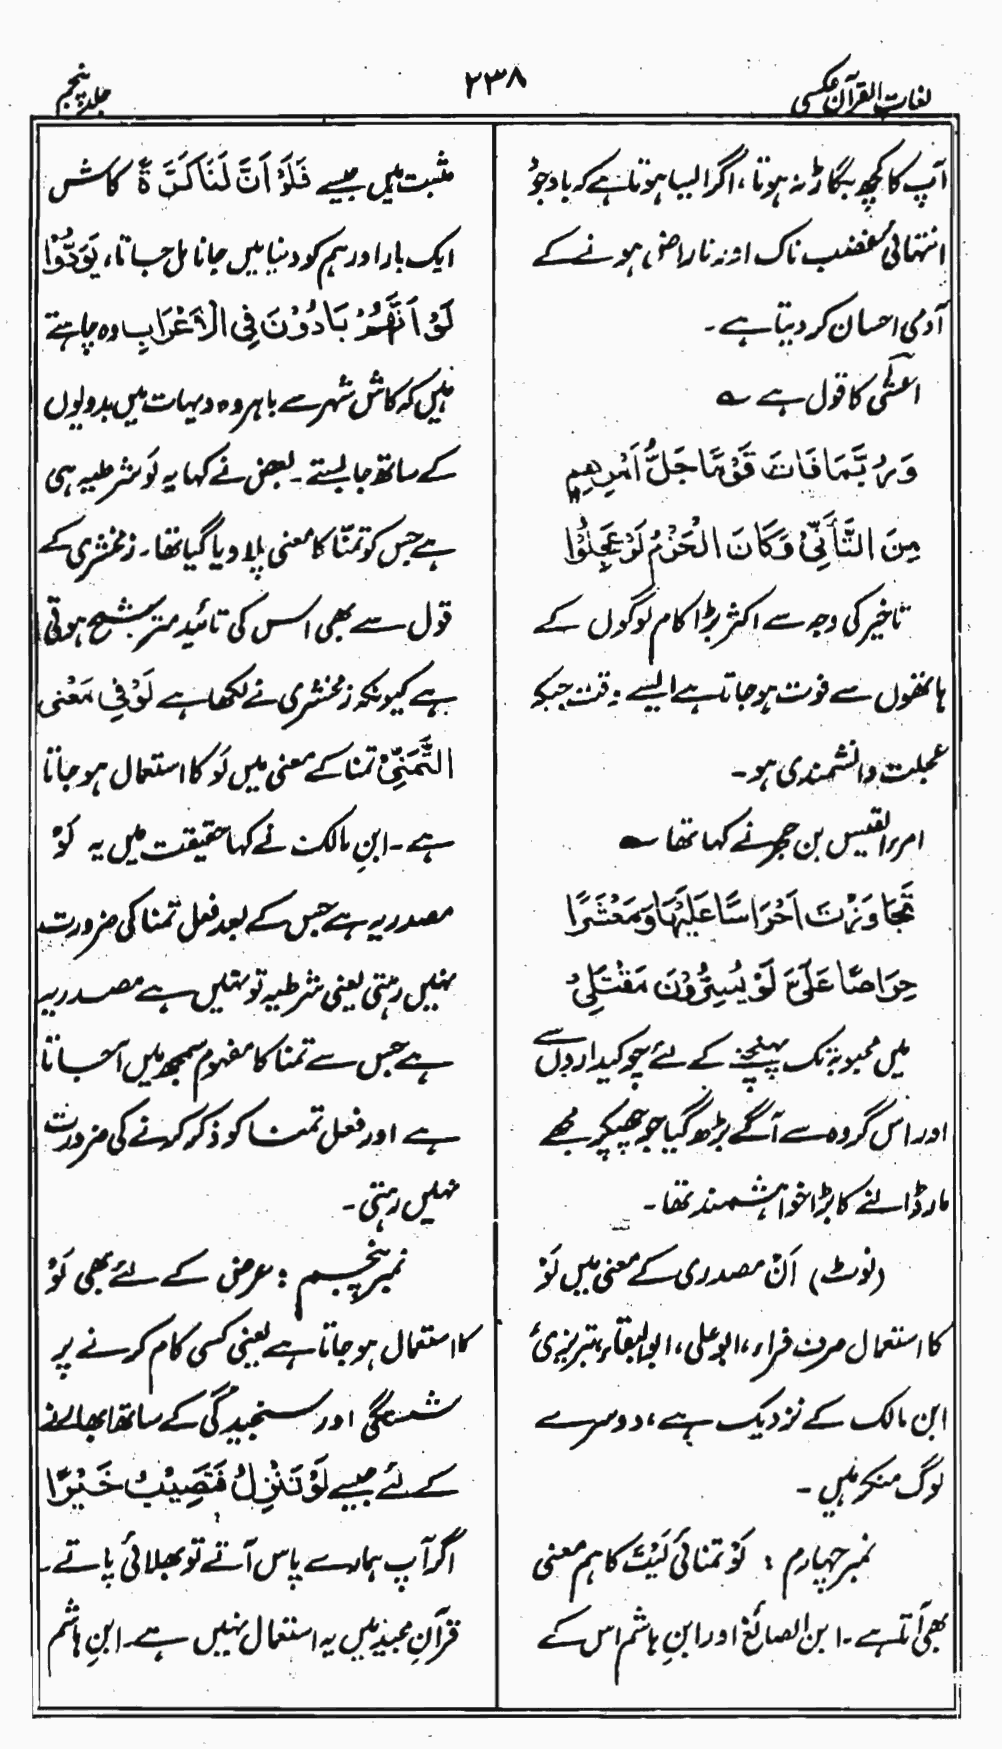 لغات القرآن عکسی
۲۳۸
جلد پنجم
آپ کا کچھ بگاڑ نہ ہوتا، اگر ایسا ہوتا ہے کہ باوجود
انتہائی غضب ناک اور ناراض ہونے کے
آدمی احسان کر دیتا ہے۔
اعشٰی کا قول ہے ؎
وَرُبَّمَا فَاتَ قَوْمًا جَلُّ اَمْرِهِمِ
مِنَ التَّأَنِّيْ وَكَانَ الْحَزْمُ لَوْ عَجِلُوْا
تاخیر کی وجہ سے اکثر بڑا کام لوگوں کے
ہاتھوں سے فوت ہو جاتا ہے ایسے وقت جبکہ
عجلت دانشمندی ہو۔
امرء القیس بن حجر نے کہا تھا ؎
تَجَاوَزْتُ اَحْرَاسًا عَلَيْهَا وَمَعْشَرًا
حِرَاصًا عَلَيَّ لَوْ يُسِرُّوْنَ مَقْتَلِيْ
میں محبوبہ تک پہنچنے کے لئے چوکیداروں سے
اور اس گروہ سے آگے بڑھ گیا جو چھپکر مجھے
مار ڈالنے کا بڑا خواہشمند تھا۔
(نوٹ) اَنْ مصدری کے معنی میں لَوْ
کا استعمال صرف فراء، ابو علی، ابوالبقاء، تبریزی
ابن مالک کے نزدیک ہے، دوسرے
لوگ منکر ہیں۔
نمبر چہارم : لَوْ تمنائی لَیْتَ کا ہم معنی
بھی آتا ہے۔ ابن الصائغ اور ابن ہاشم اس کے
مثبت ہیں جیسے فَلَوْ اَنَّ لَنَا كَرَّةً کاش
ایک بار اور ہم کو دنیا میں جانا مل جاتا، یَوَدُّوْا
لَوْ اَنَّهُمْ بَادُوْنَ فِي الْاَعْرَابِ وہ چاہتے
ہیں کہ کاش شہر سے باہر وہ دیہات میں بدویوں
کے ساتھ جا بستے۔ بعض نے کہا یہ لَو شرطیہ ہی
ہے جس کو تمنّا کا معنی پلا دیا گیا تھا۔ زمخشری کے
قول سے بھی اس کی تائید مترشح ہوتی
ہے کیونکہ زمخشری نے لکھا ہے لَوْ فِي مَعْنى
التَّمَنِّيْ تمنا کے معنی میں لَو کا استعمال ہو جاتا
ہے۔ ابن مالک نے کہا حقیقت میں یہ لَوْ
مصدریہ ہے جس کے بعد فعل تمنا کی ضرورت
نہیں رہتی یعنی شرطیہ تو نہیں ہے مصدریہ
ہے جس سے تمنا کا مفہوم سمجھ میں آجاتا
ہے اور فعل تمنا کو ذکر کرنے کی ضرورت
نہیں رہتی۔
نمبر پنجم : عرض کے لئے بھی لَوْ
کا استعمال ہو جاتا ہے یعنی کسی کام کرنے پر
شستگی اور سنجیدگی کے ساتھ ابھارنے
کے لئے جیسے لَوْ تَنْزِلُ فَتَصِيْبُ خَيْرًا
اگر آپ ہمارے پاس آتے تو بھلائی پاتے۔
قرآن مجید میں یہ استعمال نہیں ہے۔ ابن ہاشم